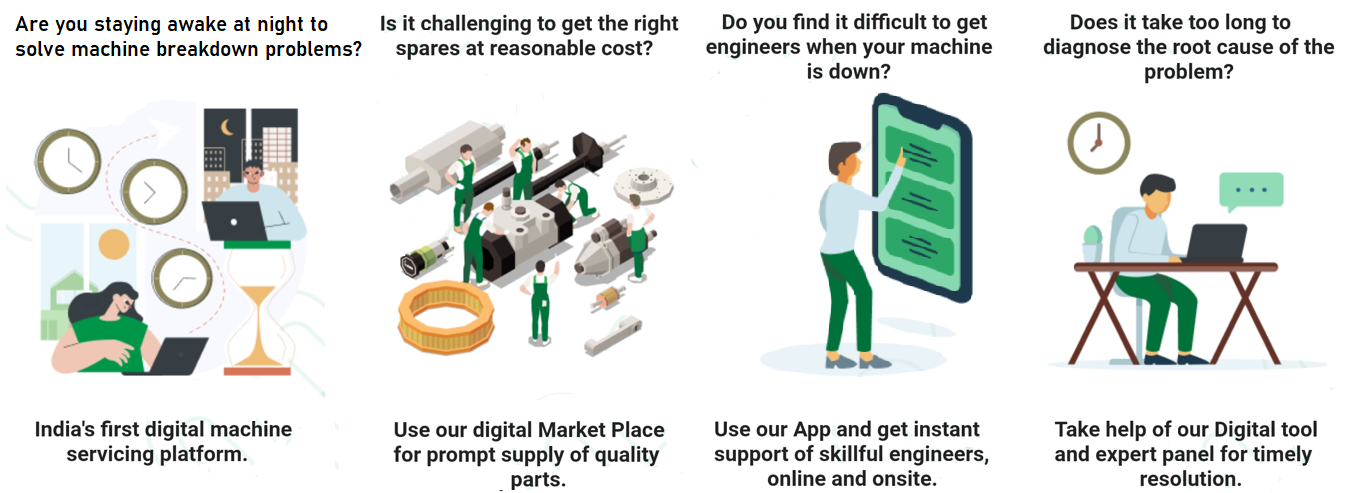 Are you staying awake at night to
solve machine breakdown problems?
India's first digital machine
servicing platform.
Is it challenging to get the right
spares at reasonable cost?
Use our digital Market Place
for prompt supply of quality
parts.
Do you find it difficult to get
engineers when your machine
is down?
Use our App and get instant
support of skillful engineers,
online and onsite.
Does it take too long to
diagnose the root cause of the
problem?
Take help of our Digital tool
and expert panel for timely
resolution.